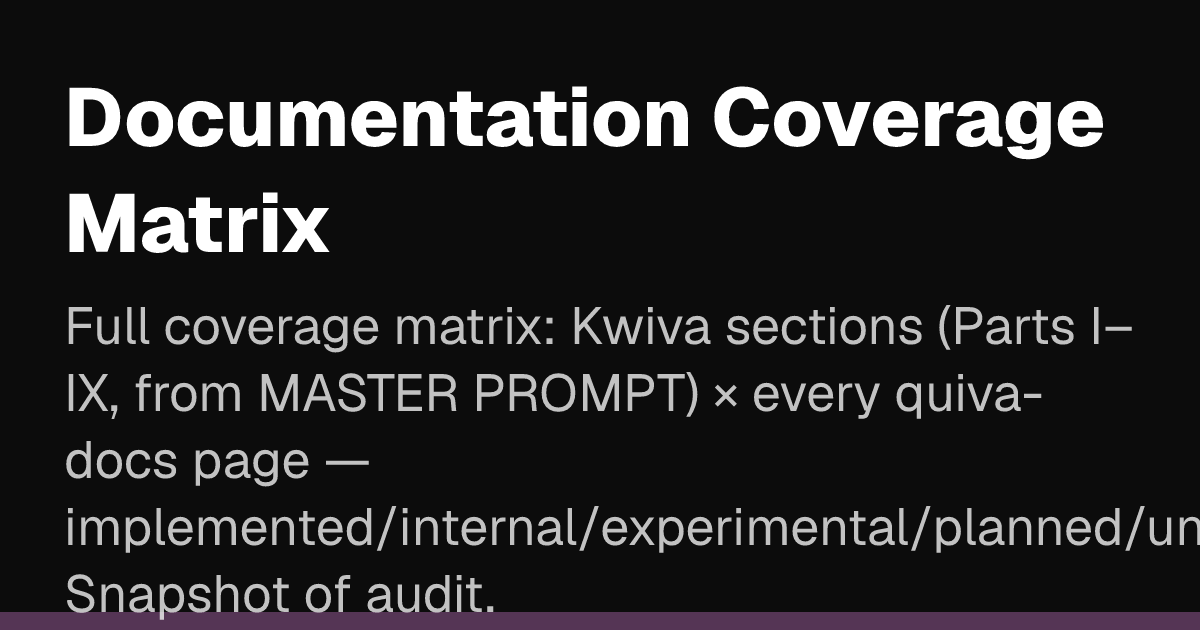 Documentation Coverage
Matrix
Full coverage matrix: Kwiva sections (Parts I–
IX, from MASTER PROMPT) × every quiva-
docs page —
implemented/internal/experimental/planned/
Snapshot of audit.